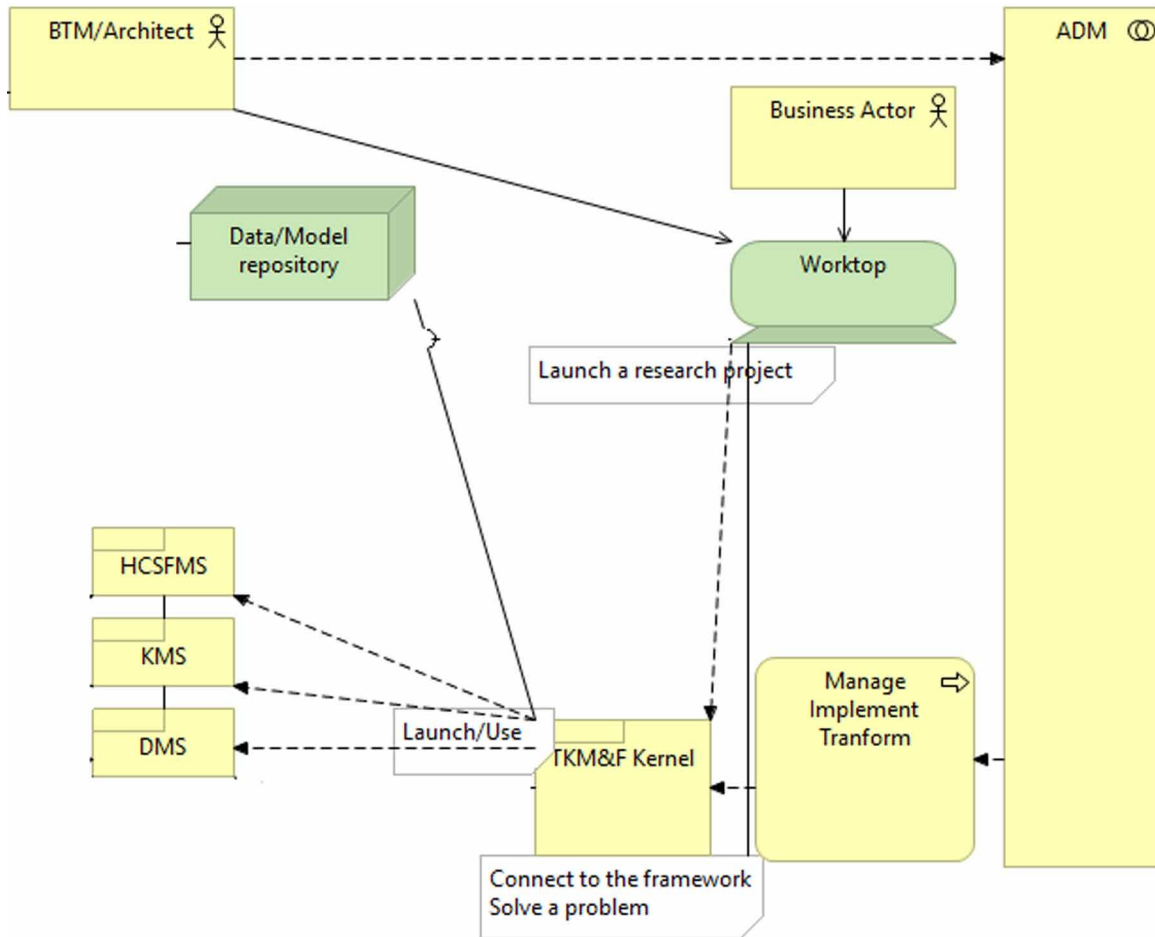 BTM/Architect
ADM
Business Actor
Data/Model
repository
Worktop
Launch a research project
HCSFMS
KMS
DMS
Launch/Use
TKM&F Kernel
Manage
Implement
Tranform
Connect to the framework
Solve a problem